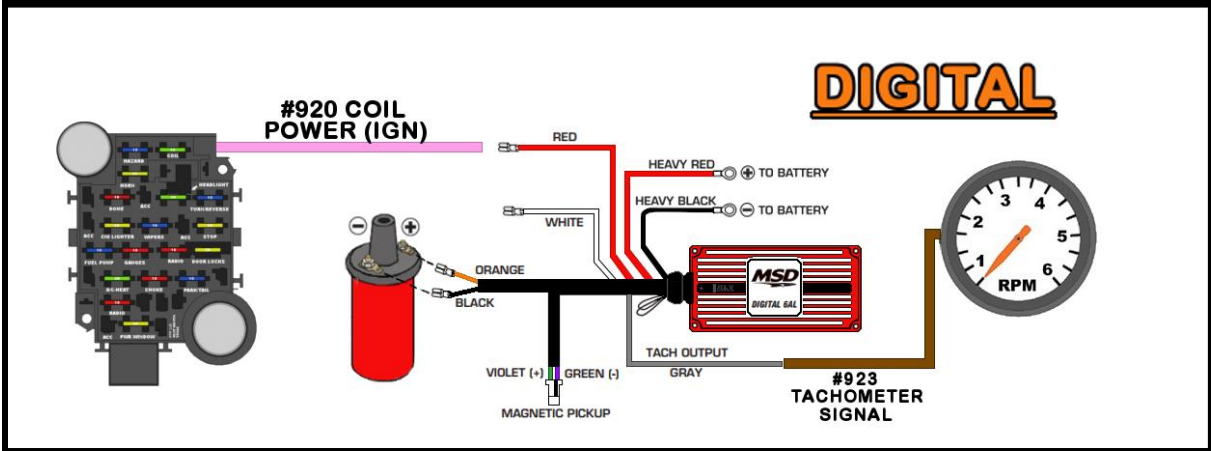 DIGITAL
#920 COIL
POWER (IGN)
RED
HEAVY RED
+ TO BATTERY
HEAVY BLACK
- TO BATTERY
WHITE
- +
ORANGE
BLACK
MSD
DIGITAL 6AL
TACH OUTPUT
GRAY
VIOLET (+) GREEN (-)
MAGNETIC PICKUP
#923
TACHOMETER
SIGNAL
1
2
3
4
5
6
RPM
HAZARD
COIL
HORN
HEADLIGHT
DOME
ACC
TURN/REVERSE
ACC
CIG LIGHTER
WIPERS
ACC
STOP
FUEL PUMP
GAUGES
RADIO
DOOR LOCKS
A/C-HEAT
CHOKE
PARK/TAIL
RADIO
ACC
PWR WINDOW